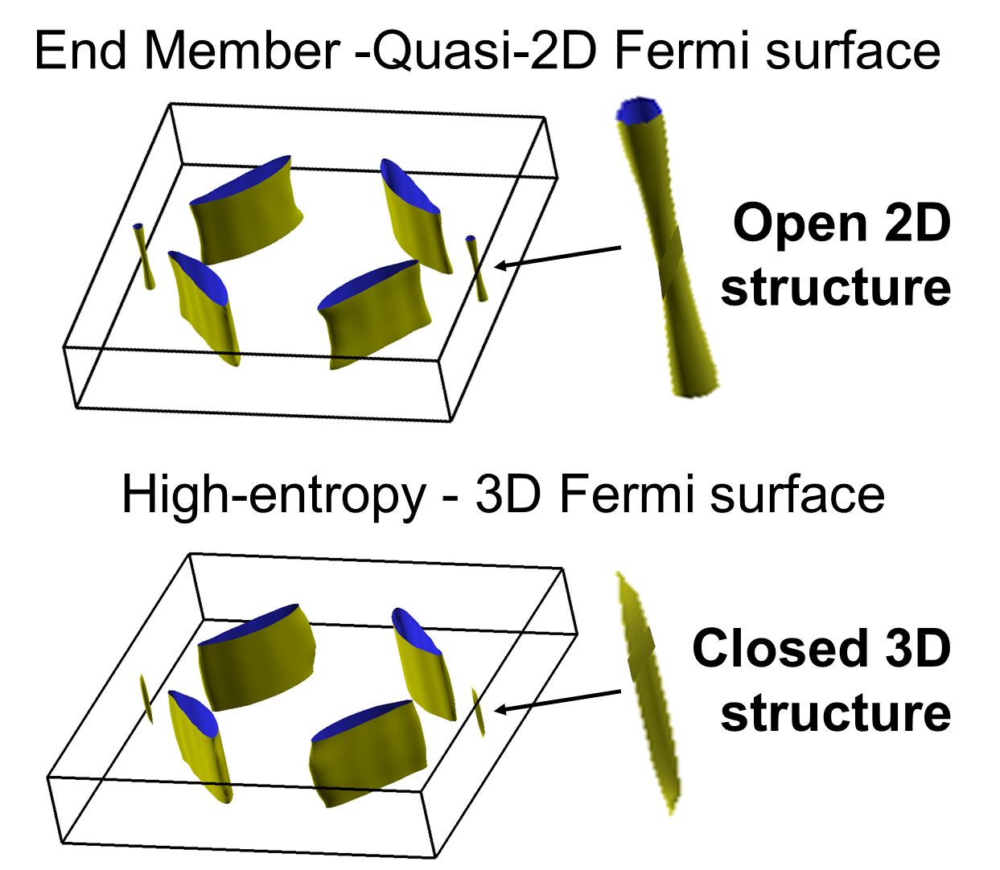 End Member -Quasi-2D Fermi surface
Open 2D
structure
High-entropy - 3D Fermi surface
Closed 3D
structure